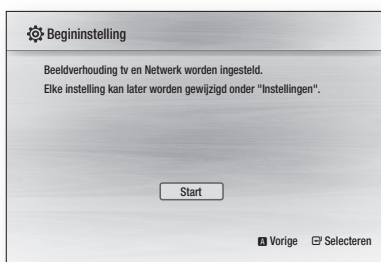 Begininstelling
Beeldverhouding tv en Netwerk worden ingesteld.
Elke instelling kan later worden gewijzigd onder "Instellingen".
Start
A Vorige Selecteren